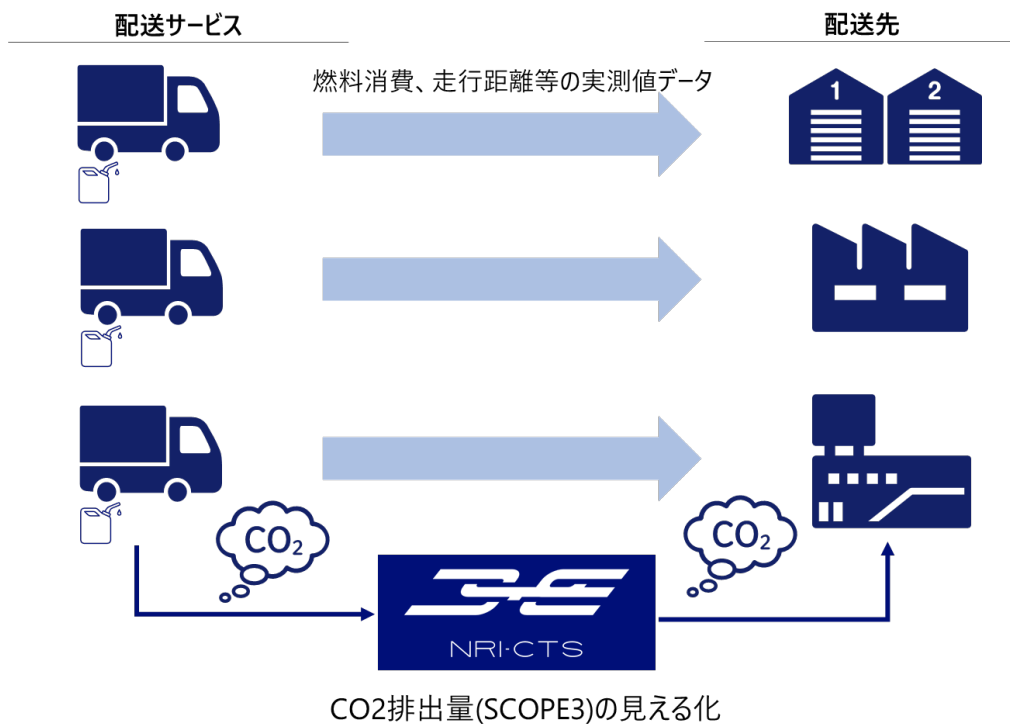 配送サービス
配送先
燃料消費、走行距離等の実測値データ
1
2
CO2
CO2
NRI-CTS
CO2排出量(SCOPE3)の見える化